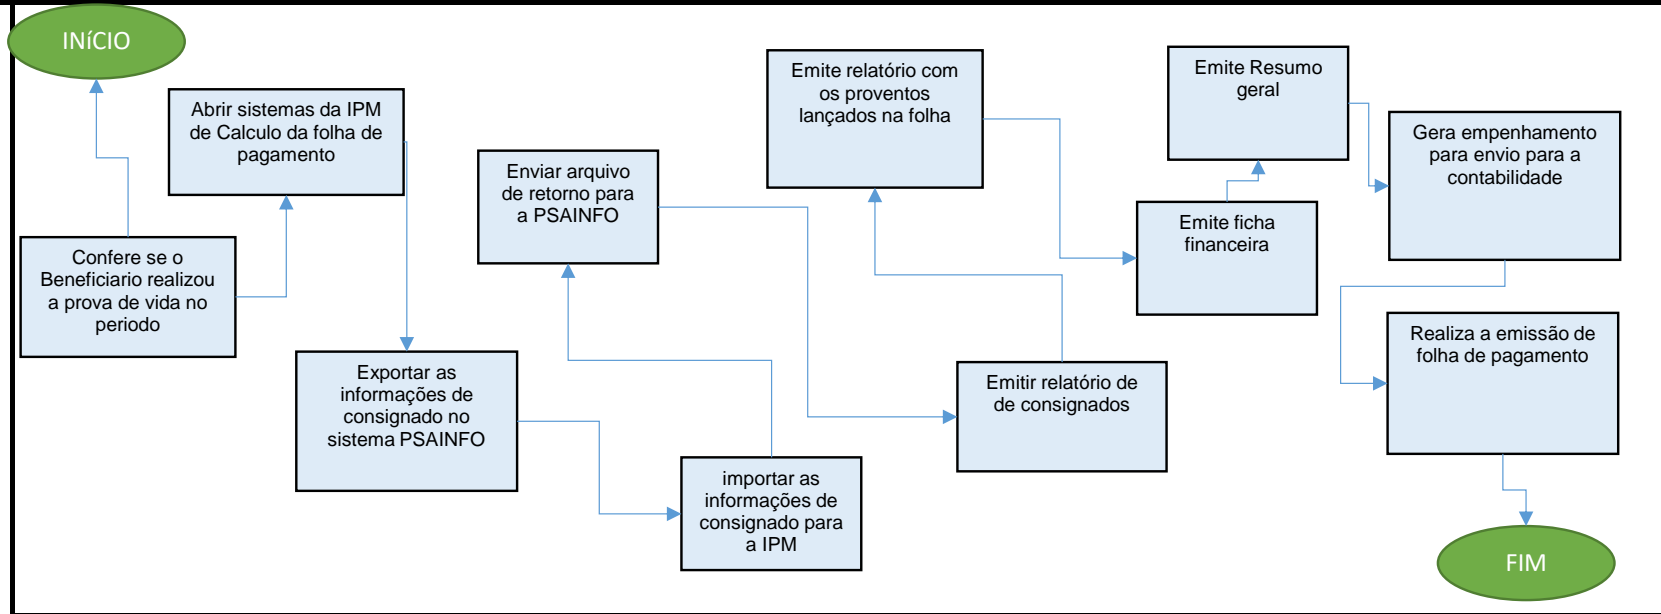 INíCIO
Confere se o
Beneficiario realizou
a prova de vida no
periodo
Abrir sistemas da IPM
de Calculo da folha de
pagamento
Exportar as
informações de
consignado no
sistema PSAINFO
importar as
informações de
consignado para
a IPM
Enviar arquivo
de retorno para
a PSAINFO
Emitir relatório de
de consignados
Emite relatório com
os proventos
lançados na folha
Emite ficha
financeira
Emite Resumo
geral
Gera empenhamento
para envio para a
contabilidade
Realiza a emissão de
folha de pagamento
FIM